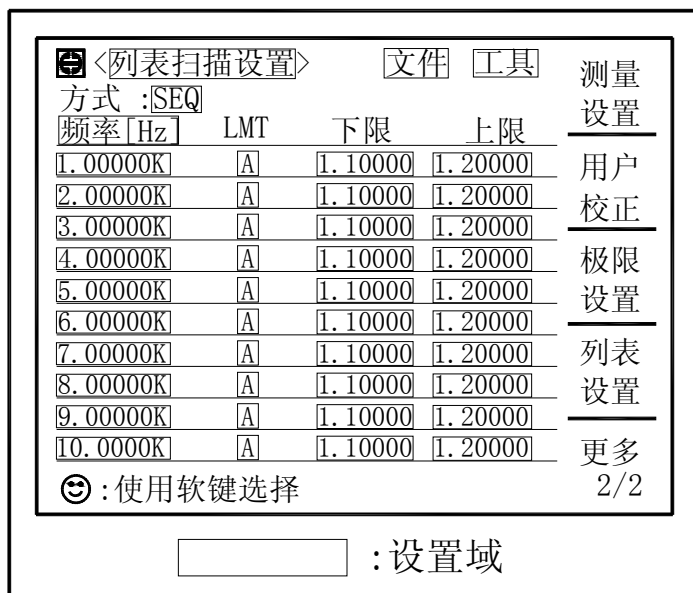 <列表扫描设置> 文件 工具
方式 :SEQ
频率[Hz] LMT 下限 上限
1.00000K A 1.10000 1.20000
2.00000K A 1.10000 1.20000
3.00000K A 1.10000 1.20000
4.00000K A 1.10000 1.20000
5.00000K A 1.10000 1.20000
6.00000K A 1.10000 1.20000
7.00000K A 1.10000 1.20000
8.00000K A 1.10000 1.20000
9.00000K A 1.10000 1.20000
10.0000K A 1.10000 1.20000
:使用软键选择
测量
设置
用户
校正
极限
设置
列表
设置
更多
2/2
:设置域